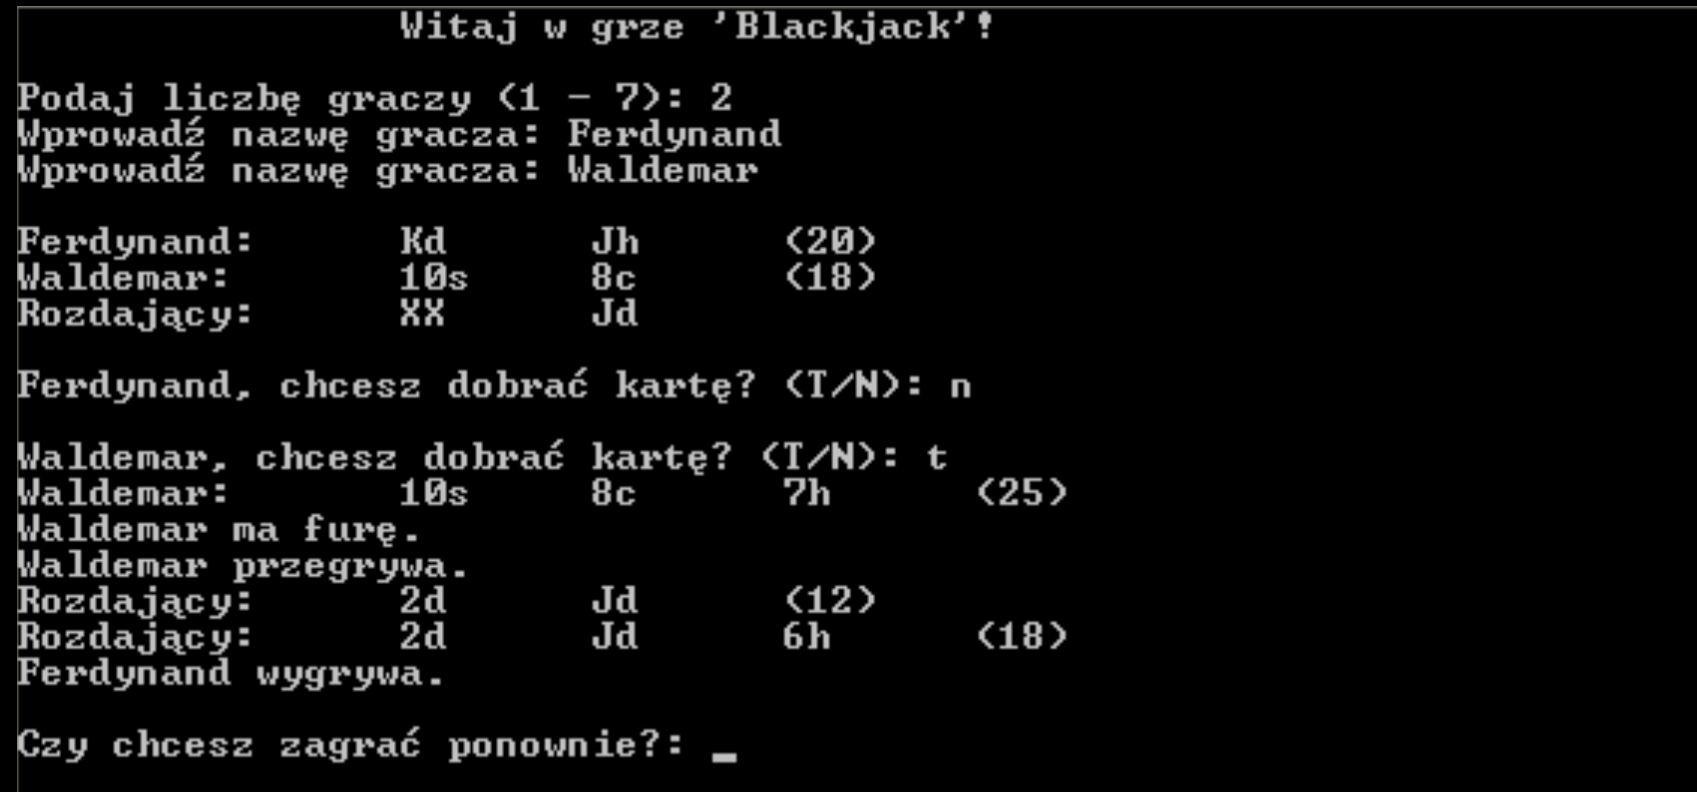 Witaj w grze 'Blackjack'!
Podaj liczbę graczy (1 - 7): 2
Wprowadź nazwę gracza: Ferdynand
Wprowadź nazwę gracza: Waldemar
Ferdynand: Kd Jh (20)
Waldemar: 10s 8c (18)
Rozdający: XX Jd
Ferdynand, chcesz dobrać kartę? (T/N): n
Waldemar, chcesz dobrać kartę? (T/N): t
Waldemar: 10s 8c 7h (25)
Waldemar ma furę.
Waldemar przegrywa.
Rozdający: 2d Jd (12)
Rozdający: 2d Jd 6h (18)
Ferdynand wygrywa.
Czy chcesz zagrać ponownie?: _